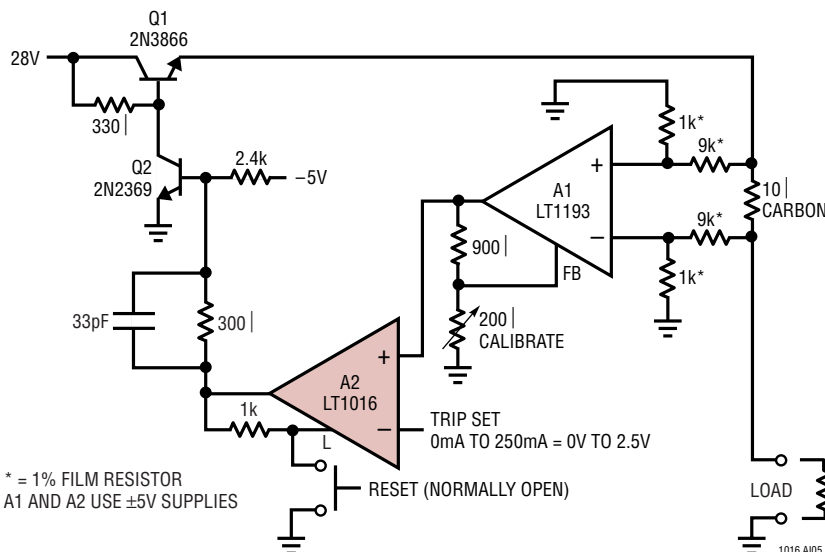 Q1
2N3866
28V
330|
Q2
2N2369
2.4k
–5V
33pF
300|
1k
A2
LT1016
+
–
L
TRIP SET
0mA TO 250mA = 0V TO 2.5V
RESET (NORMALLY OPEN)
900|
200|
CALIBRATE
FB
A1
LT1193
+
–
1k*
9k*
9k*
1k*
10|
CARBON
LOAD
* = 1% FILM RESISTOR
A1 AND A2 USE ±5V SUPPLIES
1016 AI05